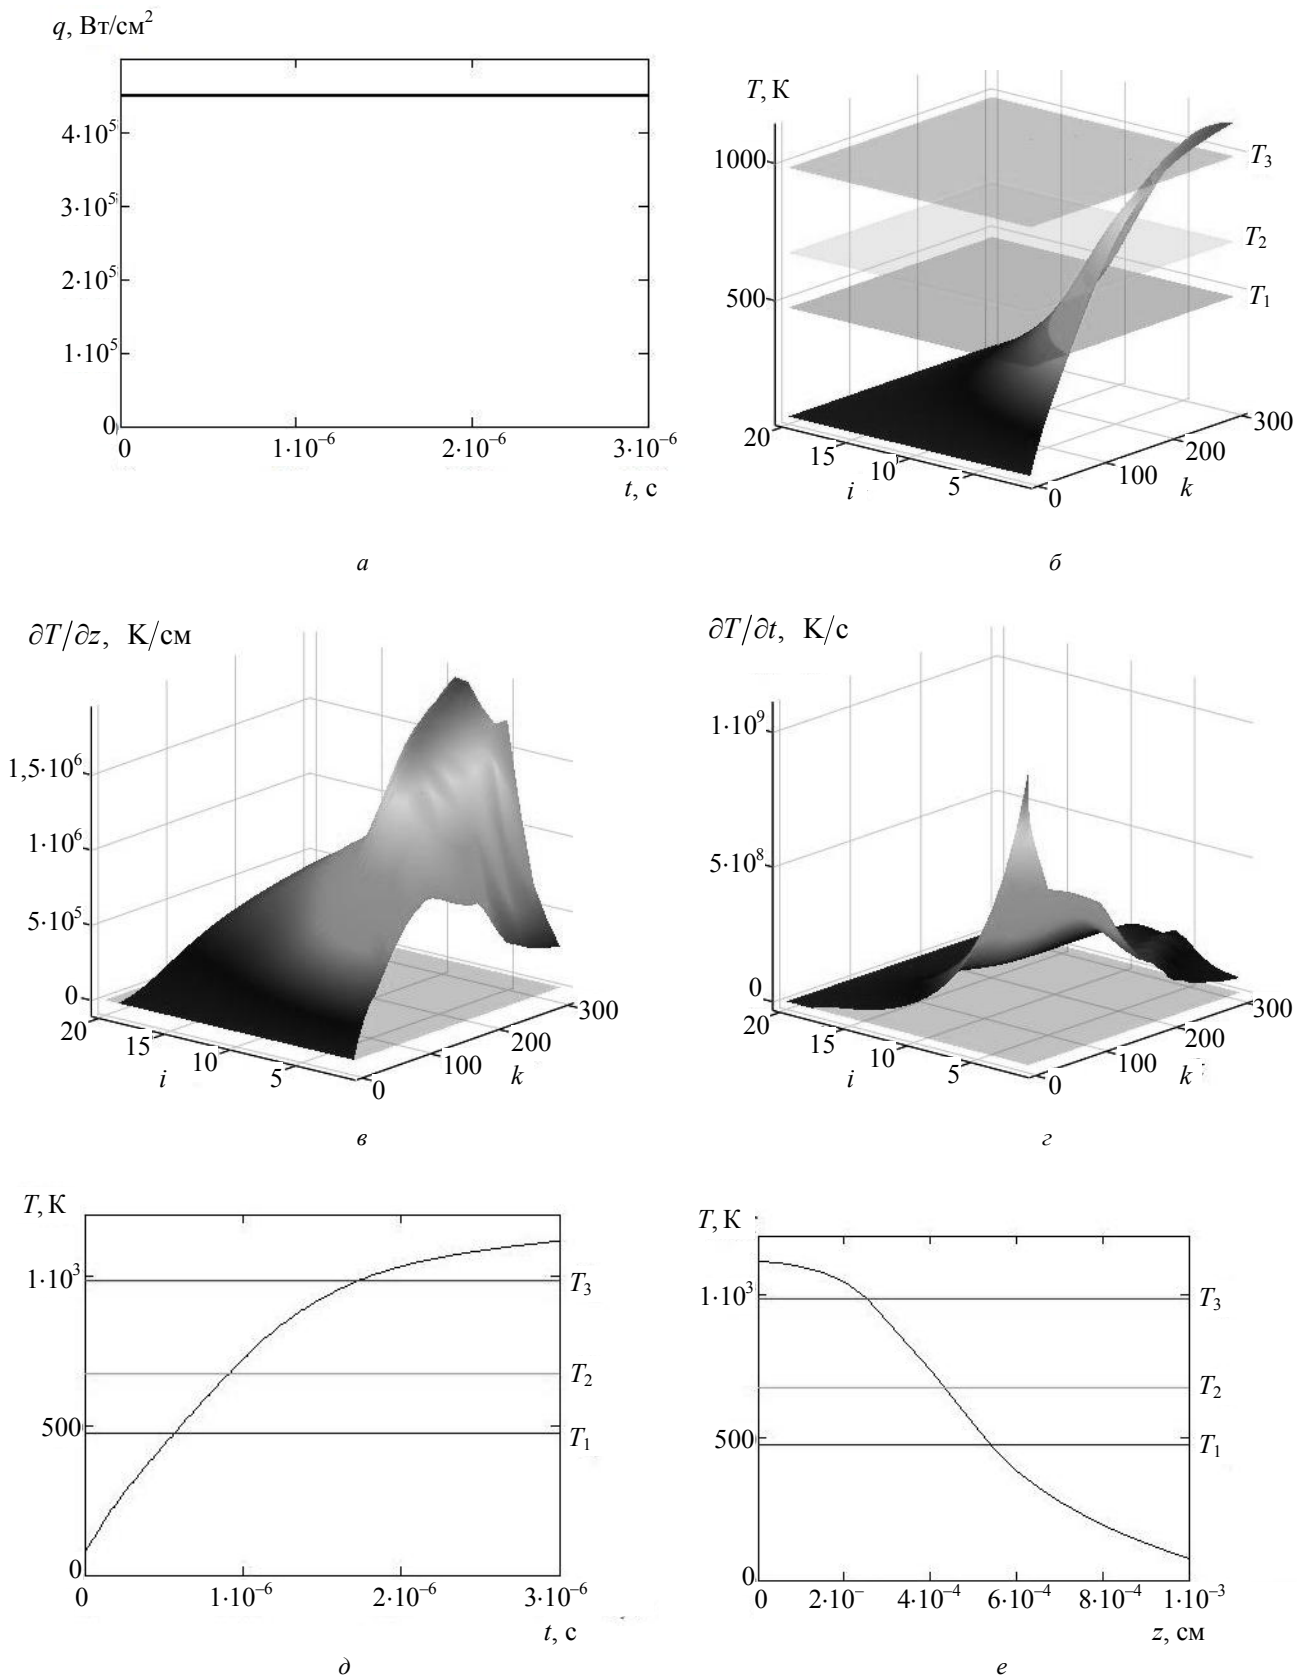 q, Вт/см²
4·10⁵
3·10⁵
2·10⁵
1·10⁵
0
0
1·10⁻⁶
2·10⁻⁶
3·10⁻⁶
t, с
а
T, К
1000
500
T₃
T₂
T₁
20
15
10
5
0
100
200
300
i
k
б
∂T/∂z, К/см
1,5·10⁶
1·10⁶
5·10⁵
0
20
15
10
5
0
100
200
300
i
k
в
∂T/∂t, К/с
1·10⁹
5·10⁸
0
20
15
10
5
0
100
200
300
i
k
г
T, К
1·10³
500
0
T₃
T₂
T₁
0
1·10⁻⁶
2·10⁻⁶
3·10⁻⁶
t, с
д
T, К
1·10³
500
0
T₃
T₂
T₁
0
2·10⁻
4·10⁻⁴
6·10⁻⁴
8·10⁻⁴
1·10⁻³
z, см
е